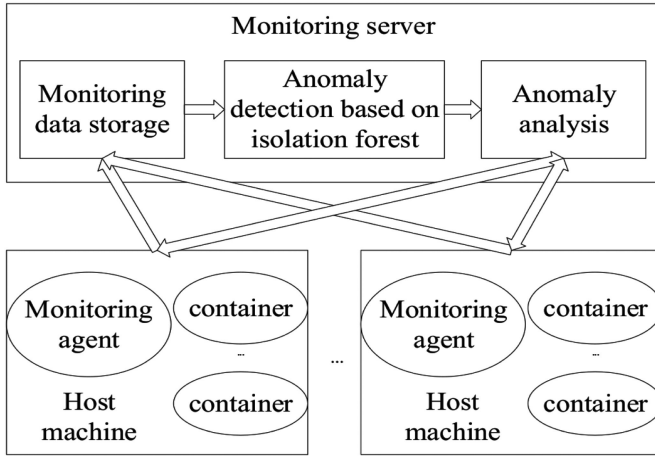 Monitoring server
Monitoring
data storage
Anomaly
detection based on
isolation forest
Anomaly
analysis
Monitoring
agent
container
...
container
Host
machine
...
Monitoring
agent
container
...
container
Host
machine